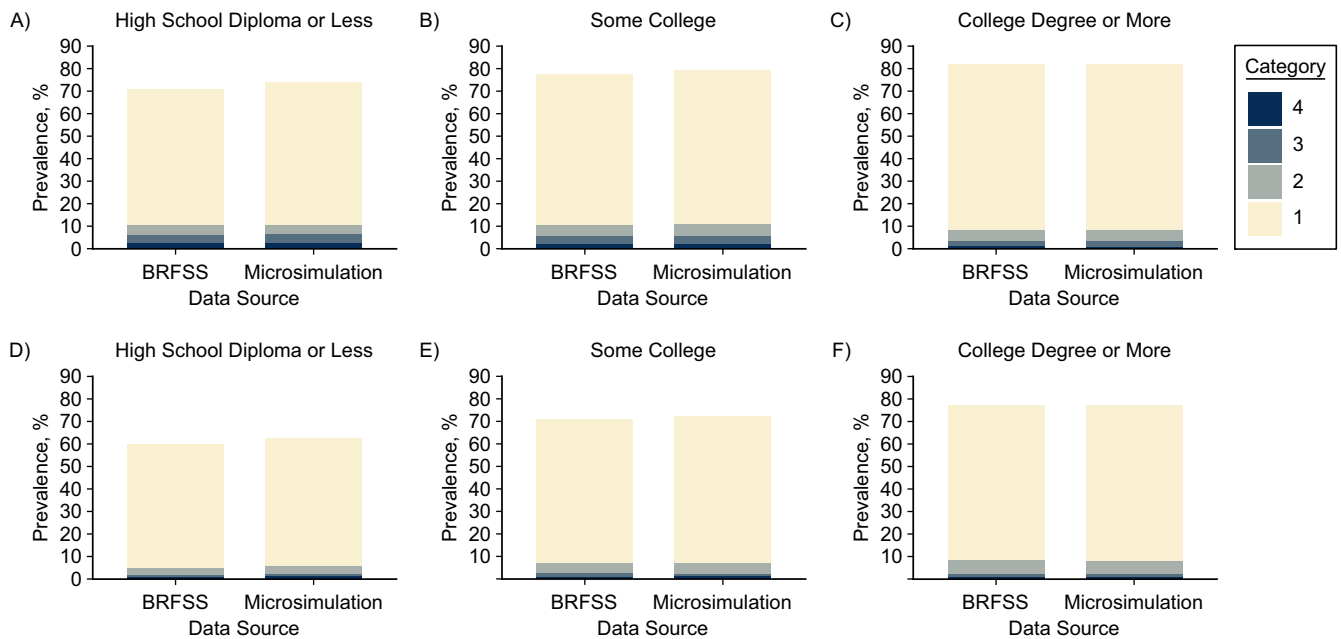 A) High School Diploma or Less
Prevalence, %
90
80
70
60
50
40
30
20
10
0
BRFSS Microsimulation
Data Source
B) Some College
Prevalence, %
90
80
70
60
50
40
30
20
10
0
BRFSS Microsimulation
Data Source
C) College Degree or More
Prevalence, %
90
80
70
60
50
40
30
20
10
0
BRFSS Microsimulation
Data Source
Category
4
3
2
1
D) High School Diploma or Less
Prevalence, %
90
80
70
60
50
40
30
20
10
0
BRFSS Microsimulation
Data Source
E) Some College
Prevalence, %
90
80
70
60
50
40
30
20
10
0
BRFSS Microsimulation
Data Source
F) College Degree or More
Prevalence, %
90
80
70
60
50
40
30
20
10
0
BRFSS Microsimulation
Data Source